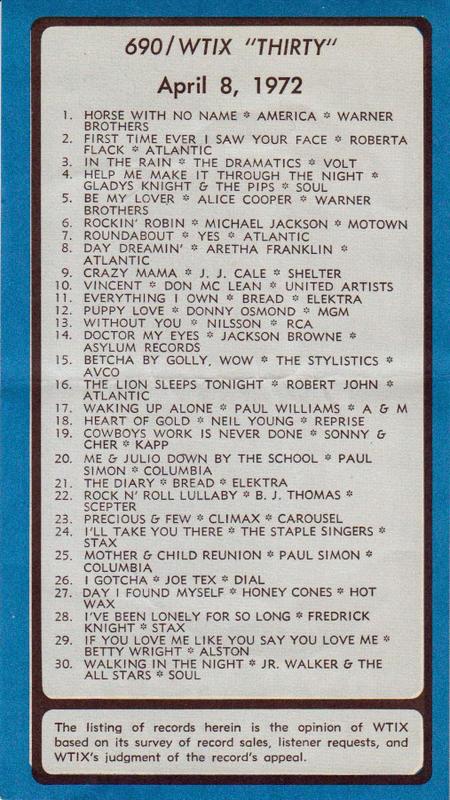 690/WTIX "THIRTY"
April 8, 1972
1. HORSE WITH NO NAME * AMERICA * WARNER
BROTHERS
2. FIRST TIME EVER I SAW YOUR FACE * ROBERTA
FLACK * ATLANTIC
3. IN THE RAIN * THE DRAMATICS * VOLT
4. HELP ME MAKE IT THROUGH THE NIGHT *
GLADYS KNIGHT & THE PIPS * SOUL
5. BE MY LOVER * ALICE COOPER * WARNER
BROTHERS
6. ROCKIN' ROBIN * MICHAEL JACKSON * MOTOWN
7. ROUNDABOUT * YES * ATLANTIC
8. DAY DREAMIN' * ARETHA FRANKLIN *
ATLANTIC
9. CRAZY MAMA * J. J. CALE * SHELTER
10. VINCENT * DON MC LEAN * UNITED ARTISTS
11. EVERYTHING I OWN * BREAD * ELEKTRA
12. PUPPY LOVE * DONNY OSMOND * MGM
13. WITHOUT YOU * NILSSON * RCA
14. DOCTOR MY EYES * JACKSON BROWNE *
ASYLUM RECORDS
15. BETCHA BY GOLLY, WOW * THE STYLISTICS *
AVCO
16. THE LION SLEEPS TONIGHT * ROBERT JOHN *
ATLANTIC
17. WAKING UP ALONE * PAUL WILLIAMS * A & M
18. HEART OF GOLD * NEIL YOUNG * REPRISE
19. COWBOYS WORK IS NEVER DONE * SONNY &
CHER * KAPP
20. ME & JULIO DOWN BY THE SCHOOL * PAUL
SIMON * COLUMBIA
21. THE DIARY * BREAD * ELEKTRA
22. ROCK N' ROLL LULLABY * B. J. THOMAS *
SCEPTER
23. PRECIOUS & FEW * CLIMAX * CAROUSEL
24. I'LL TAKE YOU THERE * THE STAPLE SINGERS *
STAX
25. MOTHER & CHILD REUNION * PAUL SIMON *
COLUMBIA
26. I GOTCHA * JOE TEX * DIAL
27. DAY I FOUND MYSELF * HONEY CONES * HOT
WAX
28. I'VE BEEN LONELY FOR SO LONG * FREDRICK
KNIGHT * STAX
29. IF YOU LOVE ME LIKE YOU SAY YOU LOVE ME *
BETTY WRIGHT * ALSTON
30. WALKING IN THE NIGHT * JR. WALKER & THE
ALL STARS * SOUL
The listing of records herein is the opinion of WTIX
based on its survey of record sales, listener requests, and
WTIX's judgment of the record's appeal.